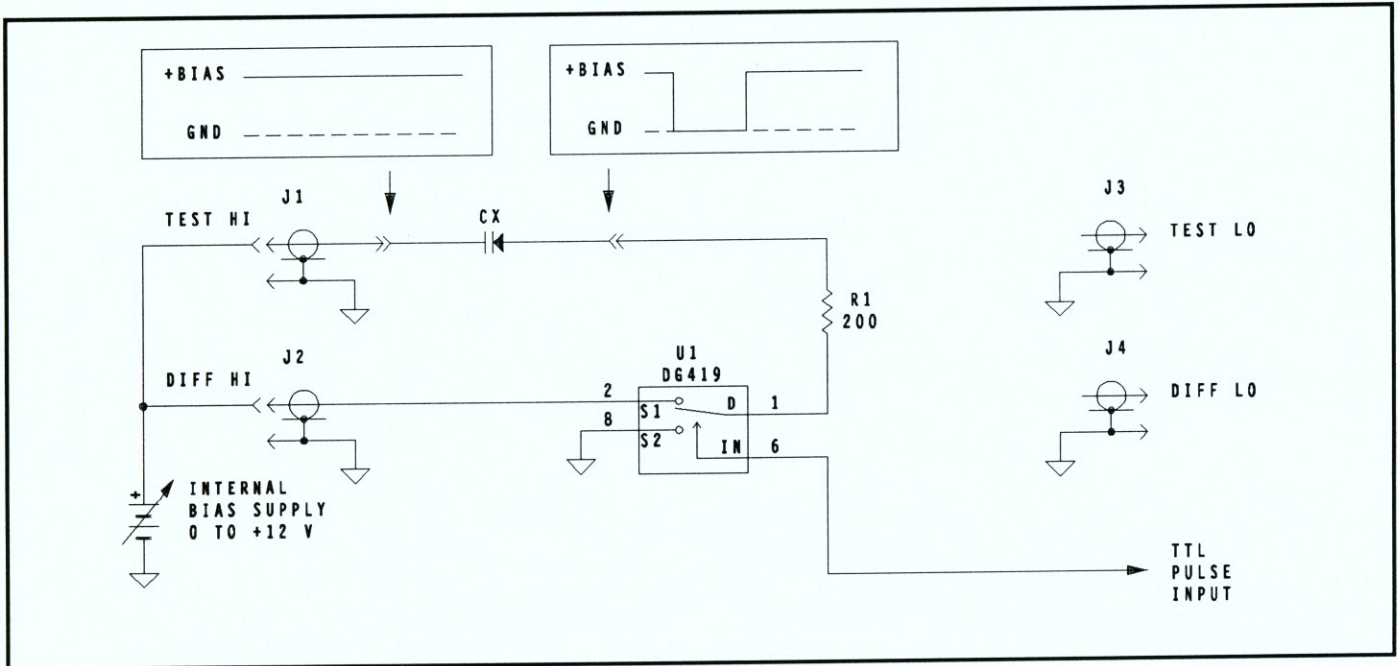 +BIAS
GND
+BIAS
GND
J1
TEST HI
CX
J3
TEST LO
R1
200
J2
DIFF HI
U1
DG419
2
S1
D
1
8
S2
IN
6
J4
DIFF LO
+
INTERNAL
BIAS SUPPLY
0 TO +12 V
TTL
PULSE
INPUT